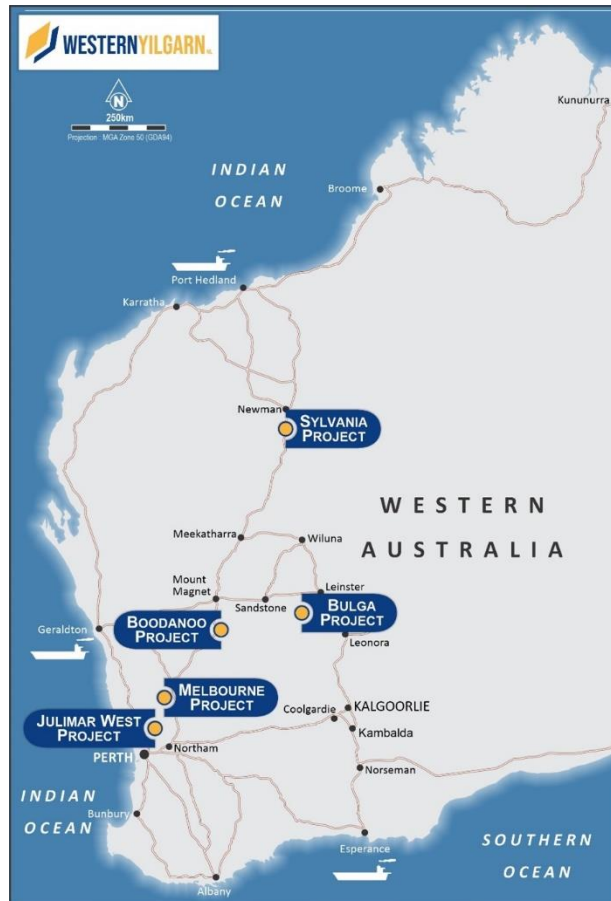 WESTERNYILGARN NL
N
250km
Projection : MGA Zone 50 (GDA94)
Kununurra
INDIAN
OCEAN
Broome
Port Hedland
Karratha
Newman
SYLVANIA
PROJECT
WESTERN
AUSTRALIA
Meekatharra
Wiluna
Mount
Magnet
Leinster
Sandstone
BULGA
PROJECT
BOODANOO
PROJECT
Geraldton
Leonora
MELBOURNE
PROJECT
KALGOORLIE
Coolgardie
JULIMAR WEST
PROJECT
Kambalda
Northam
PERTH
Norseman
INDIAN
OCEAN
Bunbury
Esperance
SOUTHERN
OCEAN
Albany